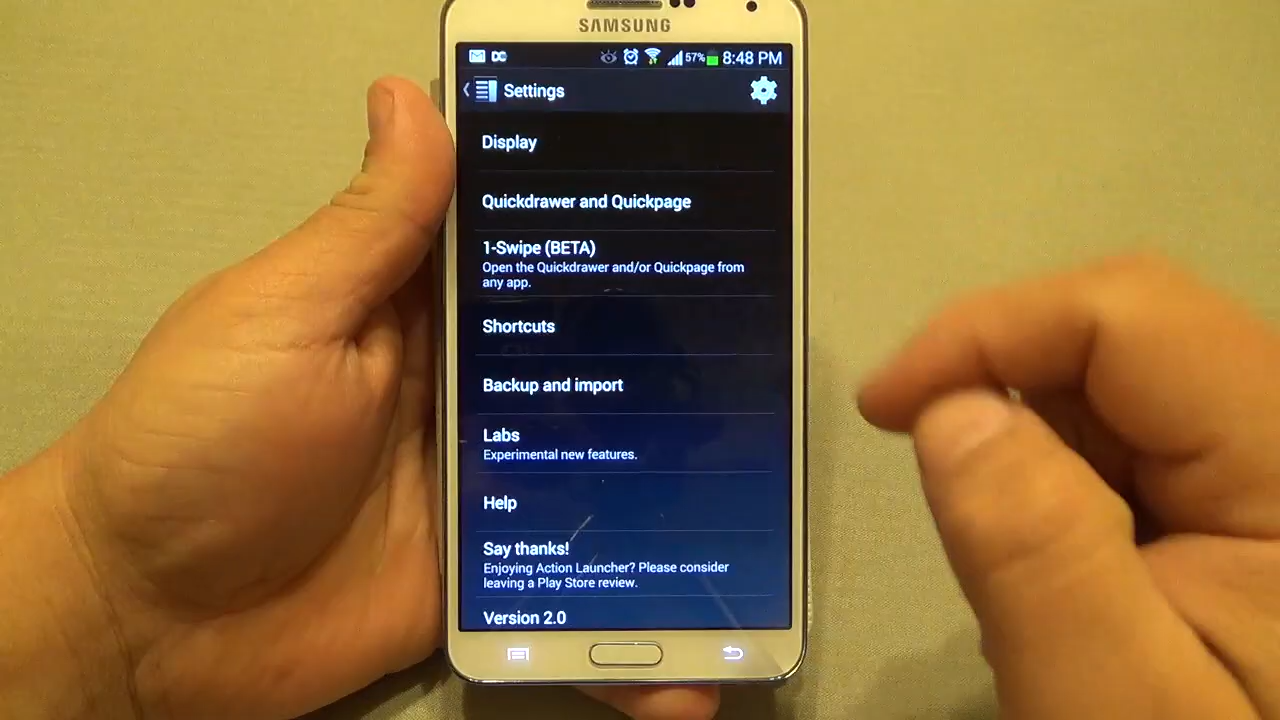 SAMSUNG
DC 57% 8:48 PM
Settings
Display
Quickdrawer and Quickpage
1-Swipe (BETA)
Open the Quickdrawer and/or Quickpage from
any app.
Shortcuts
Backup and import
Labs
Experimental new features.
Help
Say thanks!
Enjoying Action Launcher? Please consider
leaving a Play Store review.
Version 2.0